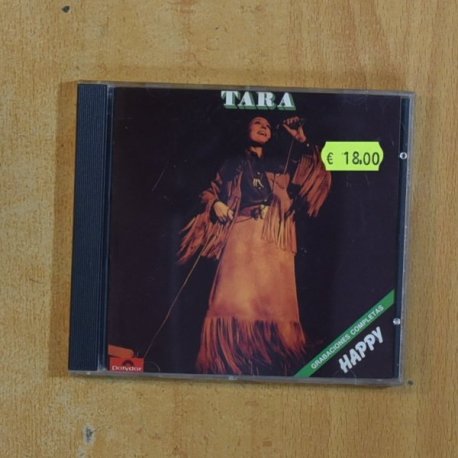 TARA
€ 18.00
GRABACIONES COMPLETAS
HAPPY
Polydor